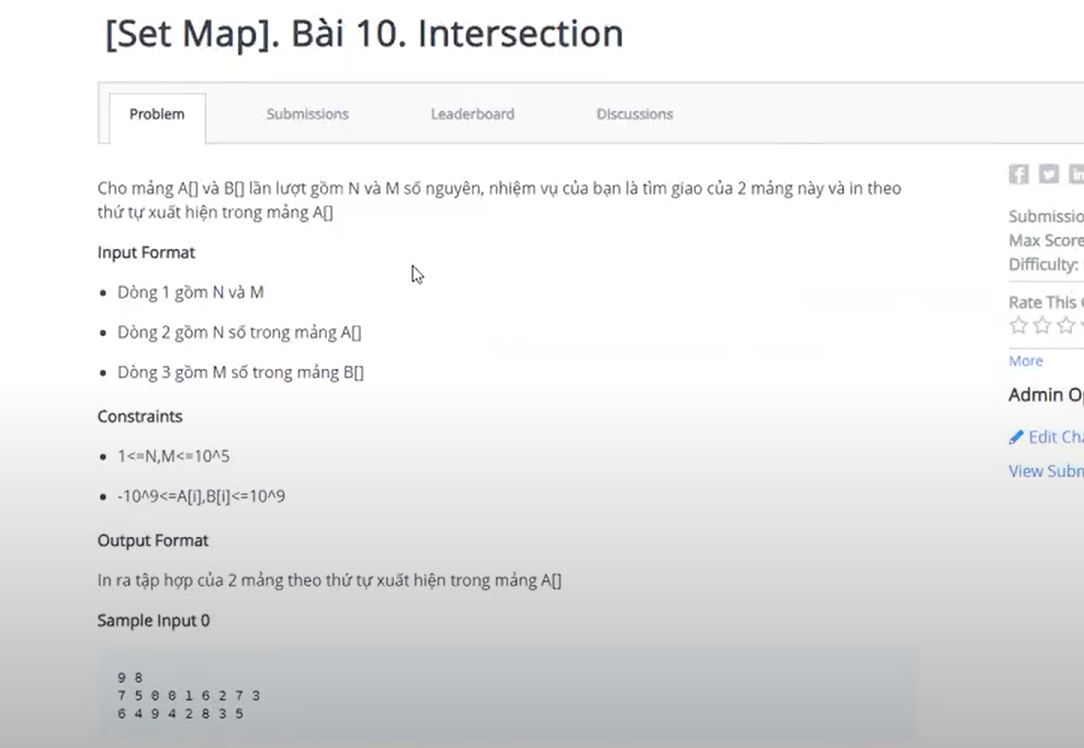 [Set Map]. Bài 10. Intersection
Problem
Submissions
Leaderboard
Discussions
Cho mảng A[] và B[] lần lượt gồm N và M số nguyên, nhiệm vụ của bạn là tìm giao của 2 mảng này và in theo
thứ tự xuất hiện trong mảng A[]
Input Format
Dòng 1 gồm N và M
Dòng 2 gồm N số trong mảng A[]
Dòng 3 gồm M số trong mảng B[]
Constraints
1<=N,M<=10^5
-10^9<=A[i],B[i]<=10^9
Output Format
In ra tập hợp của 2 mảng theo thứ tự xuất hiện trong mảng A[]
Sample Input 0
9 8
7 5 0 0 1 6 2 7 3
6 4 9 4 2 8 3 5
Submissio
Max Score
Difficulty:
Rate This
More
Admin Op
Edit Cha
View Subm